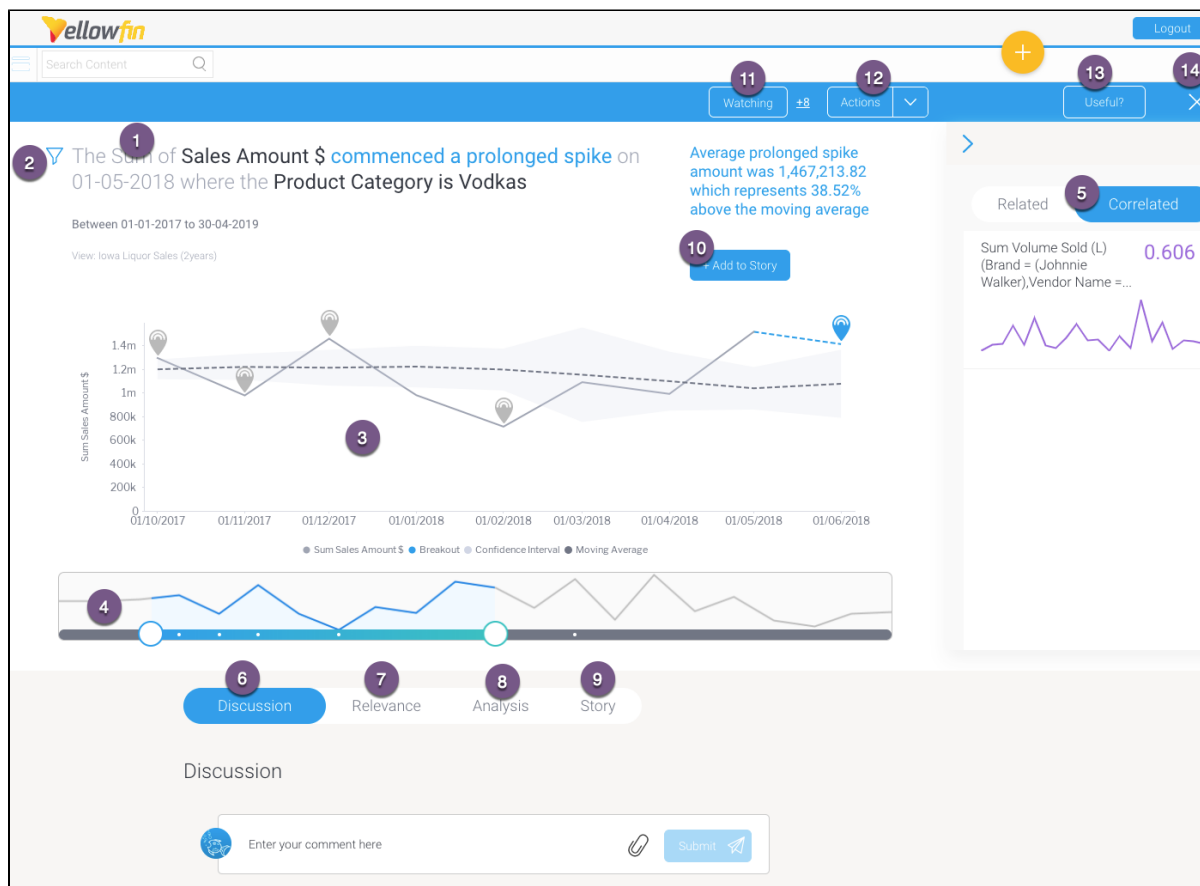 Yellowfin
Logout
Search Content
+
11
12
13
14
Watching
+8
Actions
Useful?
1
2
The Sum of Sales Amount $ commenced a prolonged spike on
01-05-2018 where the Product Category is Vodkas
Between 01-01-2017 to 30-04-2019
View: Iowa Liquor Sales (2years)
Average prolonged spike
amount was 1,467,213.82
which represents 38.52%
above the moving average
10
+ Add to Story
5
Related
Correlated
Sum Volume Sold (L)
(Brand = (Johnnie
Walker),Vendor Name =...
0.606
Sum Sales Amount $
1.4m
1.2m
1m
800k
600k
400k
200k
0
3
01/10/2017
01/11/2017
01/12/2017
01/01/2018
01/02/2018
01/03/2018
01/04/2018
01/05/2018
01/06/2018
Sum Sales Amount $
Breakout
Confidence Interval
Moving Average
4
6
7
8
9
Discussion
Relevance
Analysis
Story
Discussion
Enter your comment here
Submit